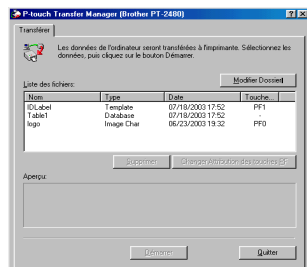 P-touch Transfer Manager (Brother PT-2480)
Transférer
Les données de l'ordinateur seront transférées à l'imprimante. Sélectionnez les
données, puis cliquez sur le bouton Démarrer.
Modifier Dossier
Liste des fichiers:
Nom Type Date Touche...
IDLabel Template 07/18/2003 17:52 PF1
Table1 Database 07/18/2003 17:52 -
logo Image Char 06/23/2003 19:32 PF0
Supprimer Changer Attribution des touches PF
Aperçu:
Démarrer Quitter